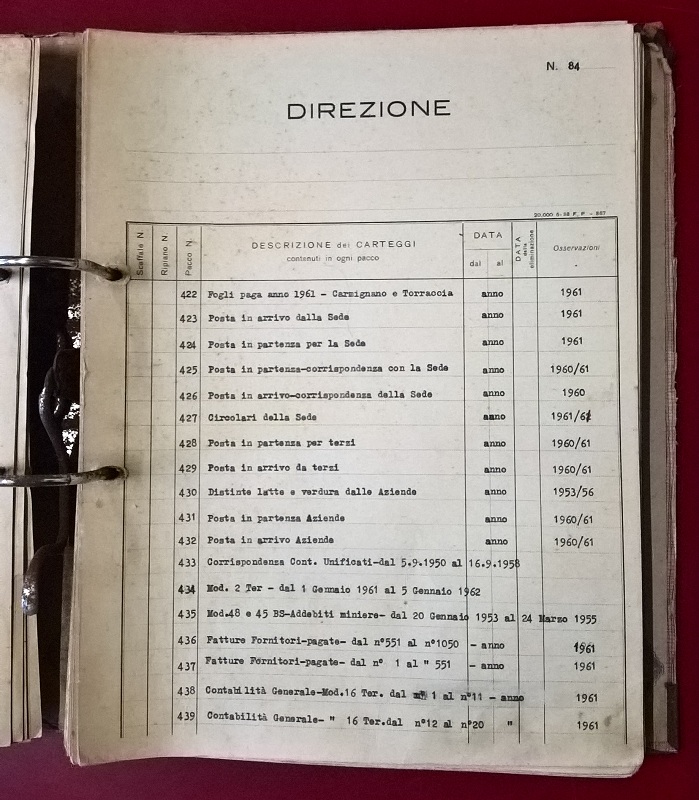 N. 84
DIREZIONE
Scaffale N. Ripiano N. Pacco N. DESCRIZIONE dei CARTEGGI contenuti in ogni pacco DATA dal al DATA della eliminazione Osservazioni
422 Fogli paga anno 1961 - Carmignano e Torraccia anno 1961
423 Posta in arrivo dalla Sede anno 1961
424 Posta in partenza per la Sede anno 1961
425 Posta in partenza-corrispondenza con la Sede anno 1960/61
426 Posta in arrivo-corrispondenza della Sede anno 1960
427 Circolari della Sede anno 1961/62
428 Posta in partenza per terzi anno 1960/61
429 Posta in arrivo da terzi anno 1960/61
430 Distinte latte e verdura dalle Aziende anno 1953/56
431 Posta in partenza Aziende anno 1960/61
432 Posta in arrivo Aziende anno 1960/61
433 Corrispondenza Cont. Unificati-dal 5.9.1950 al 16.9.1958
434 Mod. 2 Ter - dal 1 Gennaio 1961 al 5 Gennaio 1962
435 Mod.48 e 45 BS-Addebiti miniere- dal 20 Gennaio 1953 al 24 Marzo 1955
436 Fatture Fornitori-pagate- dal n°551 al n°1050 - anno 1961
437 Fatture Fornitori-pagate- dal n° 1 al " 551 - anno 1961
438 Contabilità Generale-Mod.16 Ter. dal 1 al n°11 - anno 1961
439 Contabilità Generale- " 16 Ter.dal n°12 al n°20 " 1961